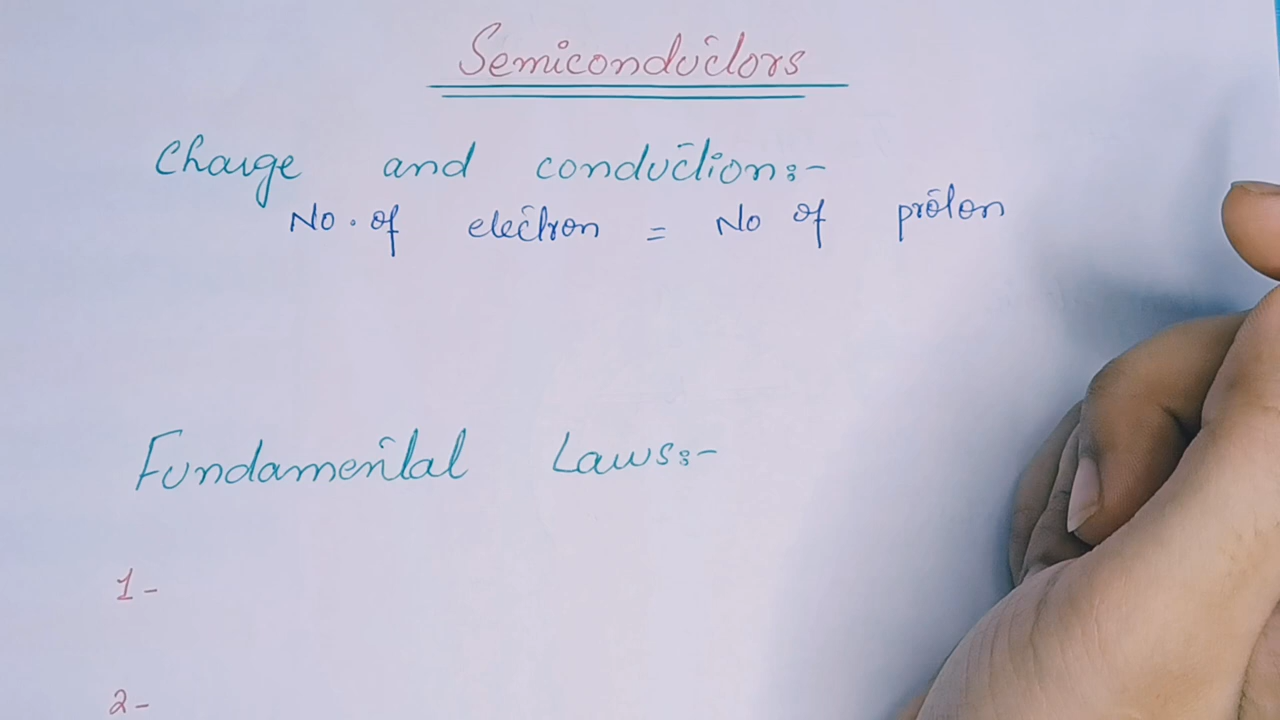 Semiconductors
Charge and conduction:-
No. of electron = No of proton
Fundamental Laws:-
1-
2-